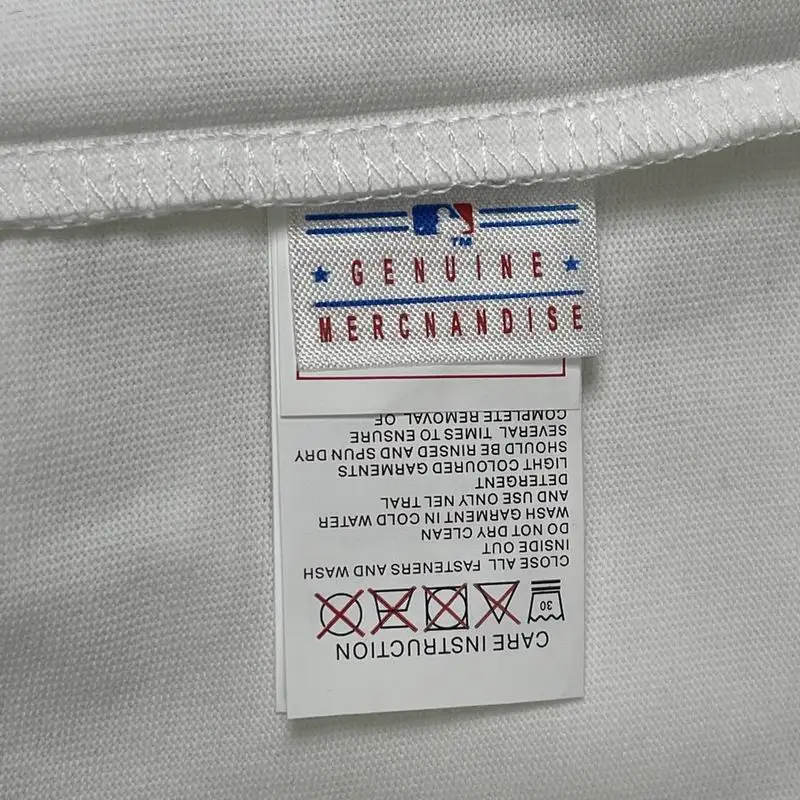 TM
GENUINE
MERCNANDISE
CARE INSTRUCTION
30
CLOSE ALL FASTENERS AND WASH
INSIDE OUT
DO NOT DRY CLEAN
WASH GARMENT IN COLD WATER
AND USE ONLY NEL TRAL
DETERGENT
LIGHT COLOURED GARMENTS
SHOULD BE RINSED AND SPUN DRY
SEVERAL TIMES TO ENSURE
COMPLETE REMOVAL OF